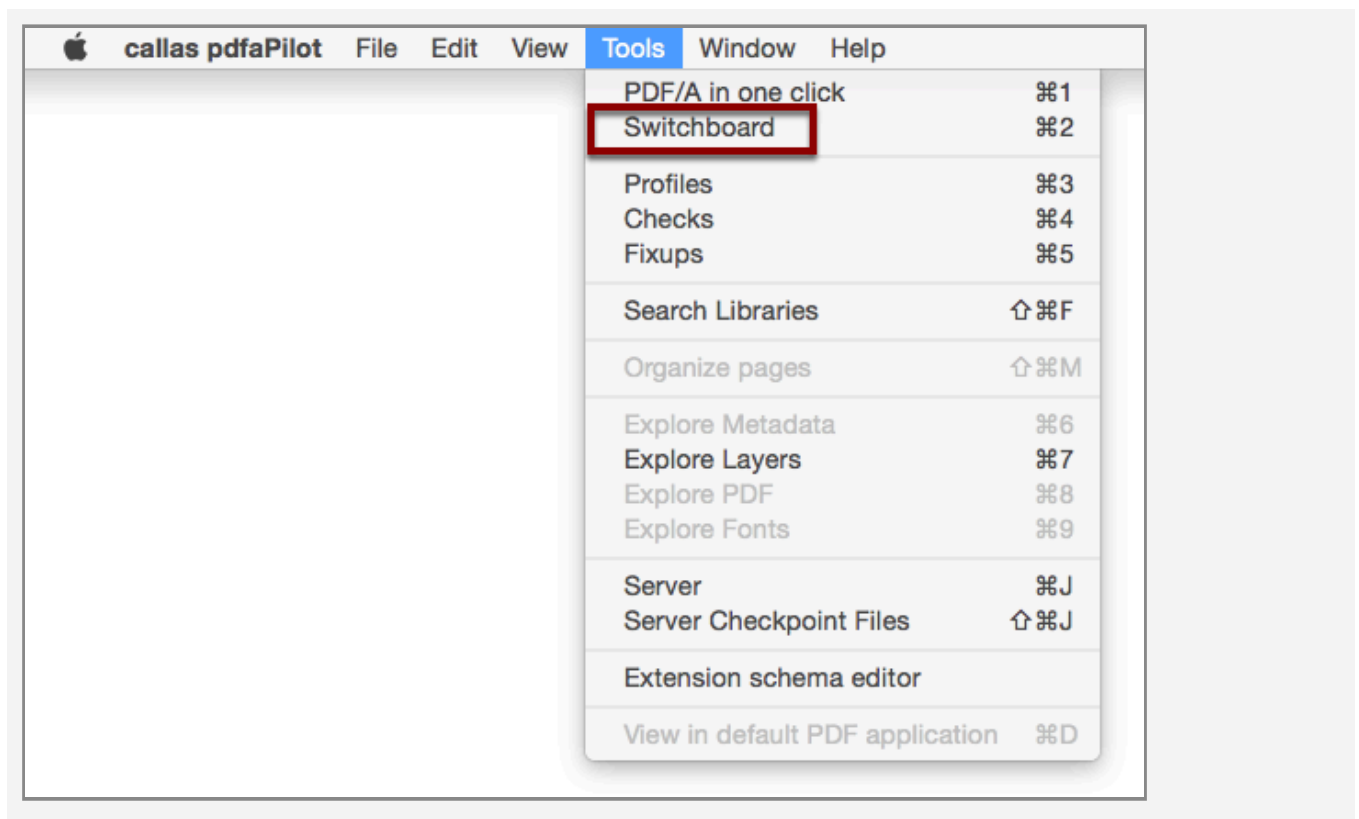 callas pdfaPilot File Edit View Tools Window Help
PDF/A in one click ⌘1
Switchboard ⌘2
Profiles ⌘3
Checks ⌘4
Fixups ⌘5
Search Libraries ⇧⌘F
Organize pages ⇧⌘M
Explore Metadata ⌘6
Explore Layers ⌘7
Explore PDF ⌘8
Explore Fonts ⌘9
Server ⌘J
Server Checkpoint Files ⇧⌘J
Extension schema editor
View in default PDF application ⌘D